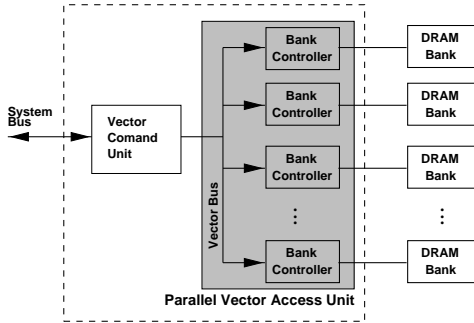 System
Bus
Vector
Comand
Unit
Vector Bus
Bank
Controller
DRAM
Bank
Bank
Controller
DRAM
Bank
Bank
Controller
DRAM
Bank
...
...
Bank
Controller
DRAM
Bank
Parallel Vector Access Unit